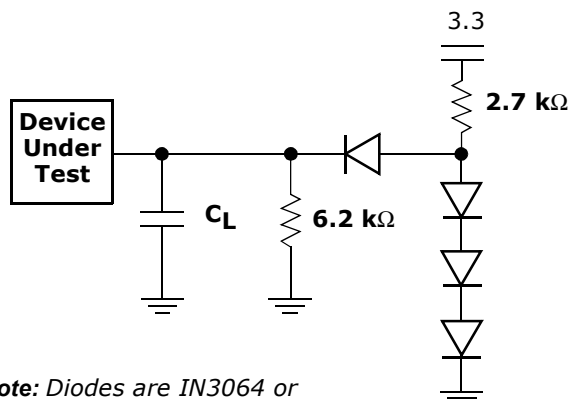 3.3
2.7 kΩ
Device
Under
Test
CL
6.2 kΩ
ote: Diodes are IN3064 or